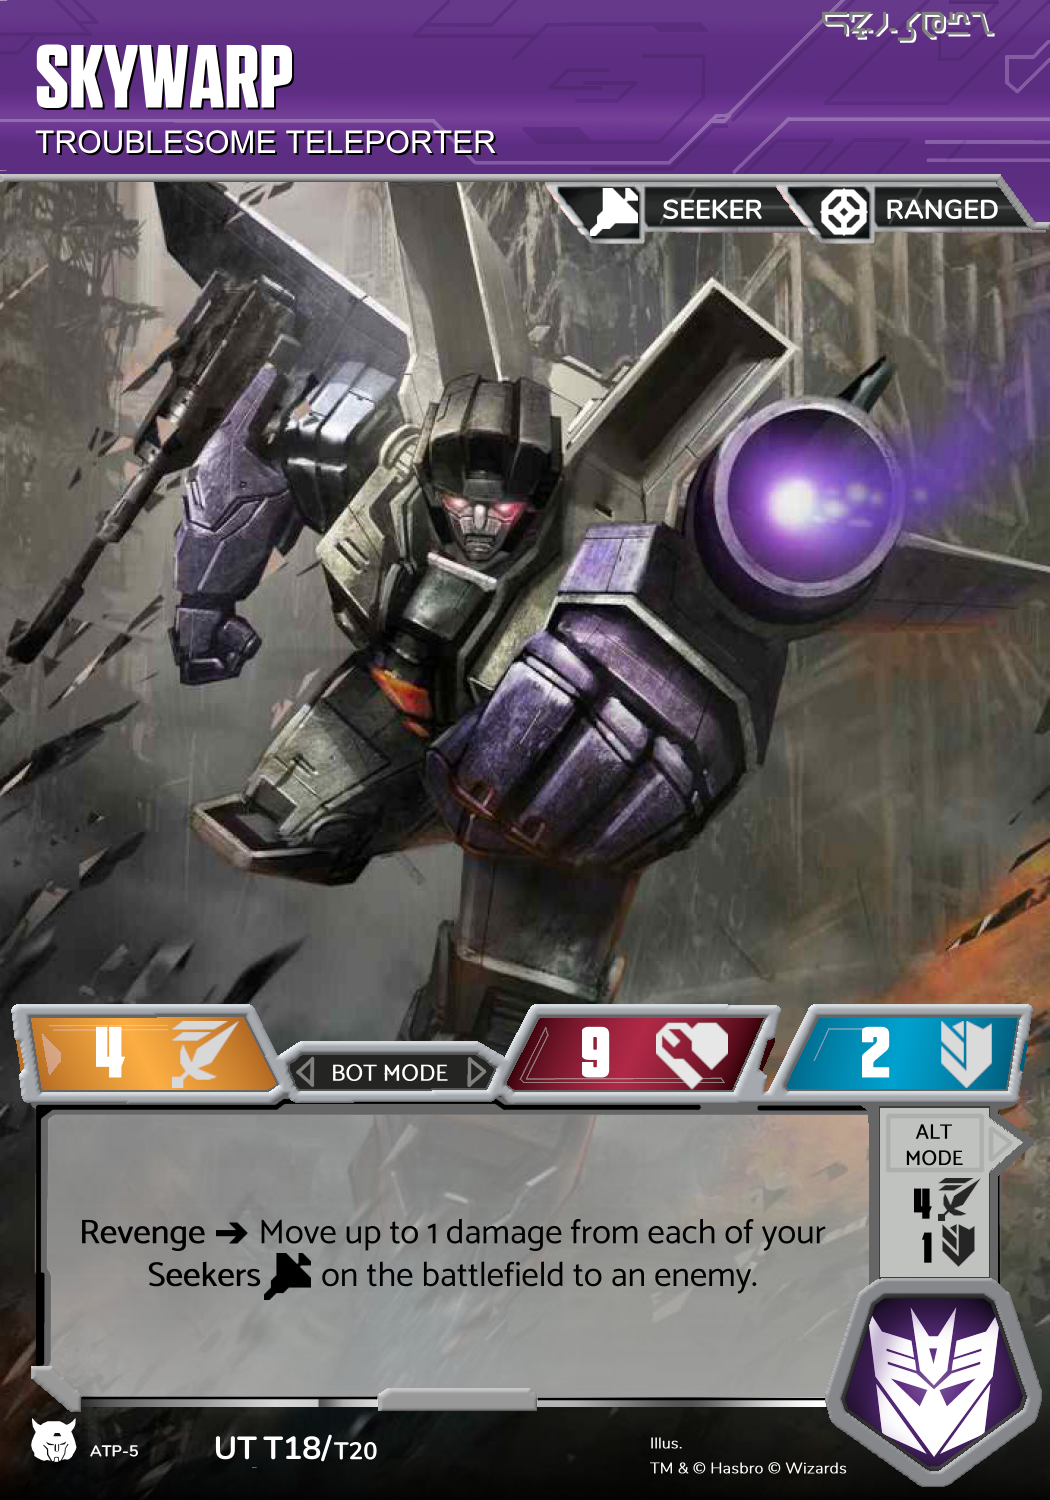 SKYWARP
TROUBLESOME TELEPORTER
SEEKER RANGED
4 BOT MODE 9 2
ALT
MODE
4
1
Revenge ➔ Move up to 1 damage from each of your
Seekers on the battlefield to an enemy.
ATP-5 UT T18/T20
Illus.
TM & © Hasbro © Wizards